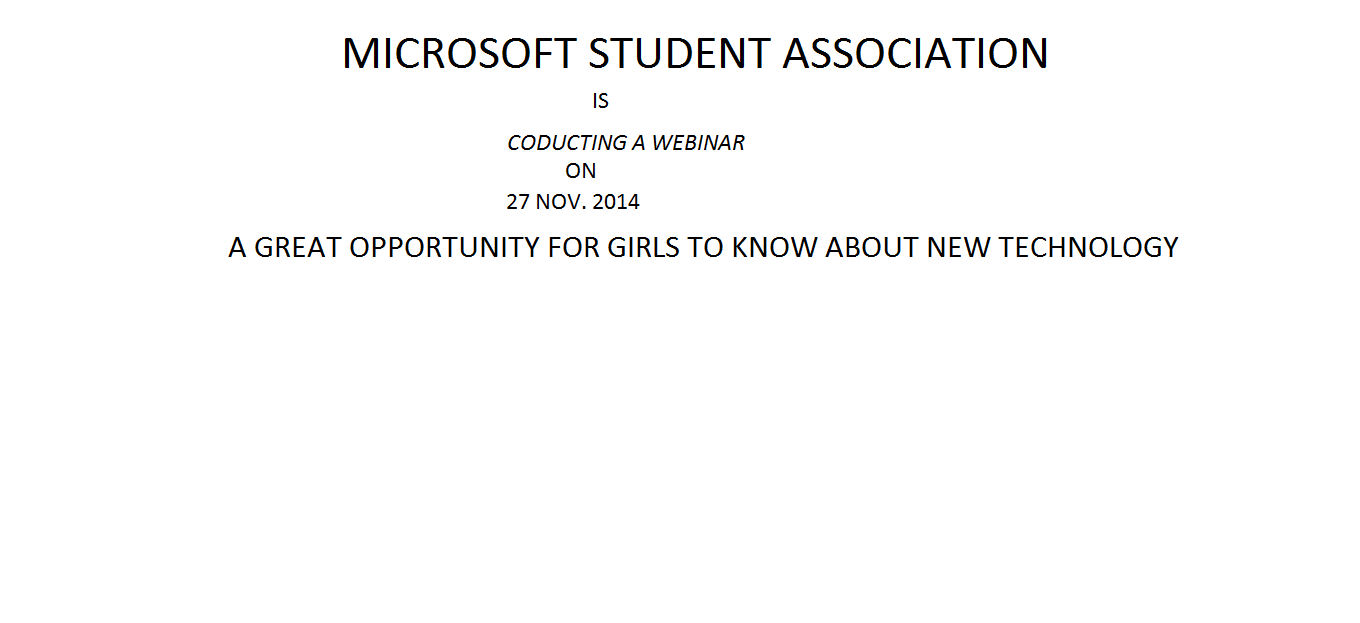 MICROSOFT STUDENT ASSOCIATION
IS
CODUCTING A WEBINAR
ON
27 NOV. 2014
A GREAT OPPORTUNITY FOR GIRLS TO KNOW ABOUT NEW TECHNOLOGY